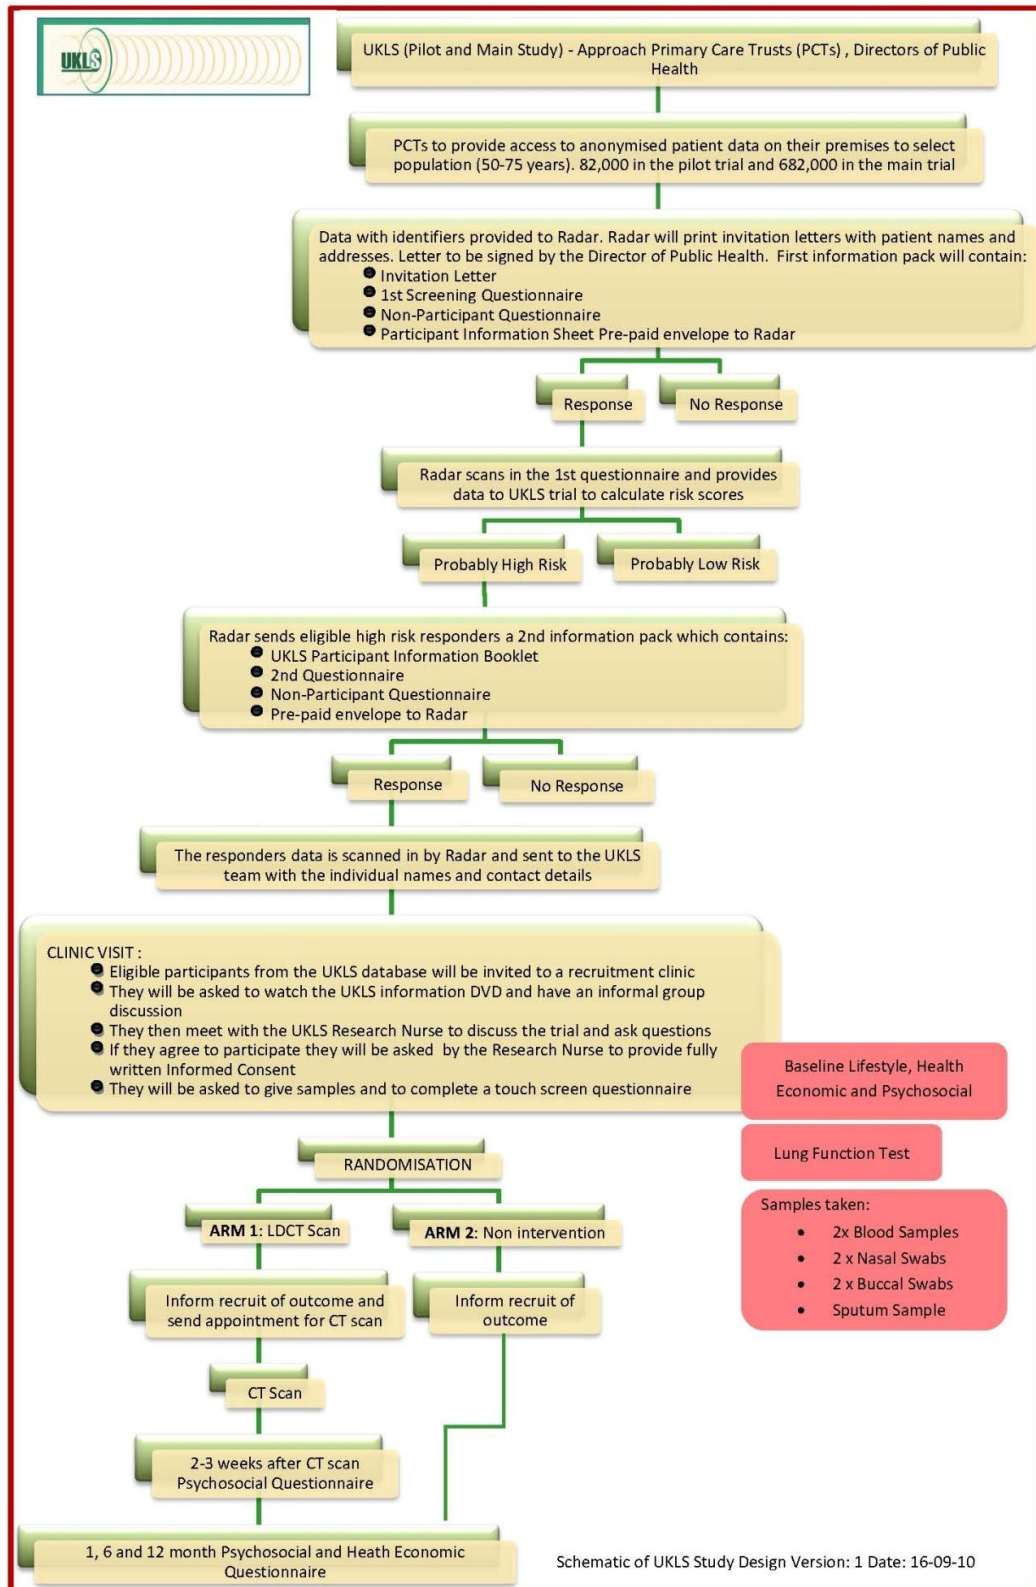 UKLS
UKLS (Pilot and Main Study) - Approach Primary Care Trusts (PCTs) , Directors of Public
Health
PCTs to provide access to anonymised patient data on their premises to select
population (50-75 years). 82,000 in the pilot trial and 682,000 in the main trial
Data with identifiers provided to Radar. Radar will print invitation letters with patient names and
addresses. Letter to be signed by the Director of Public Health. First information pack will contain:
Invitation Letter
1st Screening Questionnaire
Non-Participant Questionnaire
Participant Information Sheet Pre-paid envelope to Radar
Response
No Response
Radar scans in the 1st questionnaire and provides
data to UKLS trial to calculate risk scores
Probably High Risk
Probably Low Risk
Radar sends eligible high risk responders a 2nd information pack which contains:
UKLS Participant Information Booklet
2nd Questionnaire
Non-Participant Questionnaire
Pre-paid envelope to Radar
Response
No Response
The responders data is scanned in by Radar and sent to the UKLS
team with the individual names and contact details
CLINIC VISIT :
Eligible participants from the UKLS database will be invited to a recruitment clinic
They will be asked to watch the UKLS information DVD and have an informal group
discussion
They then meet with the UKLS Research Nurse to discuss the trial and ask questions
If they agree to participate they will be asked by the Research Nurse to provide fully
written Informed Consent
They will be asked to give samples and to complete a touch screen questionnaire
Baseline Lifestyle, Health
Economic and Psychosocial
Lung Function Test
Samples taken:
• 2x Blood Samples
• 2 x Nasal Swabs
• 2 x Buccal Swabs
• Sputum Sample
RANDOMISATION
ARM 1: LDCT Scan
ARM 2: Non intervention
Inform recruit of outcome and
send appointment for CT scan
Inform recruit of
outcome
CT Scan
2-3 weeks after CT scan
Psychosocial Questionnaire
1, 6 and 12 month Psychosocial and Heath Economic
Questionnaire
Schematic of UKLS Study Design Version: 1 Date: 16-09-10